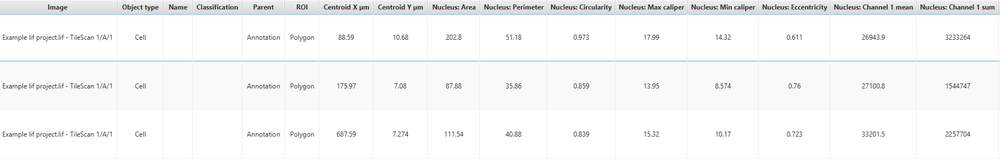 Image Object type Name Classification Parent ROI Centroid X µm Centroid Y µm Nucleus: Area Nucleus: Perimeter Nucleus: Circularity Nucleus: Max caliper Nucleus: Min caliper Nucleus: Eccentricity Nucleus: Channel 1 mean Nucleus: Channel 1 sum
Example lif project.lif - TileScan 1/A/1 Cell Annotation Polygon 88.59 10.68 202.8 51.18 0.973 17.99 14.32 0.611 26943.9 3233264
Example lif project.lif - TileScan 1/A/1 Cell Annotation Polygon 175.97 7.08 87.88 35.86 0.859 13.95 8.574 0.76 27100.8 1544747
Example lif project.lif - TileScan 1/A/1 Cell Annotation Polygon 687.59 7.274 111.54 40.88 0.839 15.32 10.17 0.723 33201.5 2257704